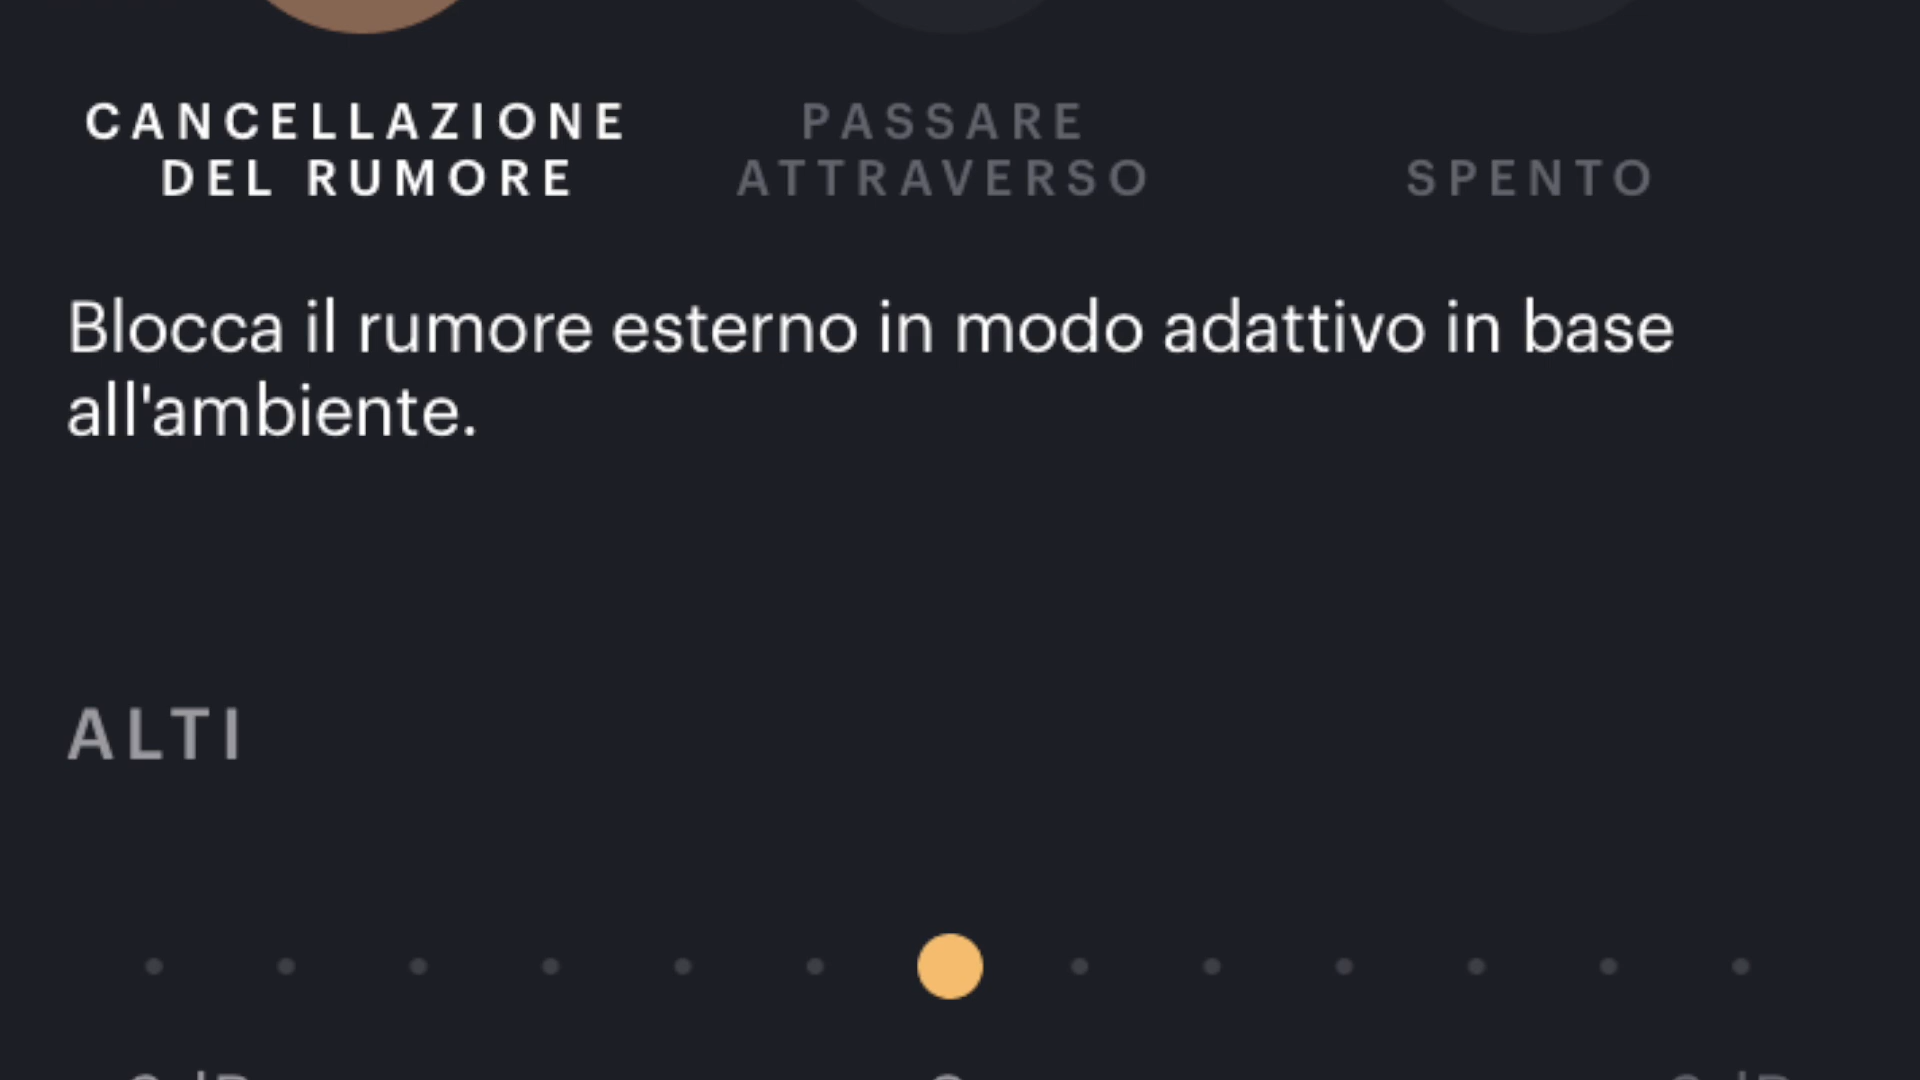 CANCELLAZIONE
DEL RUMORE
PASSARE
ATTRAVERSO
SPENTO
Blocca il rumore esterno in modo adattivo in base
all'ambiente.
ALTI